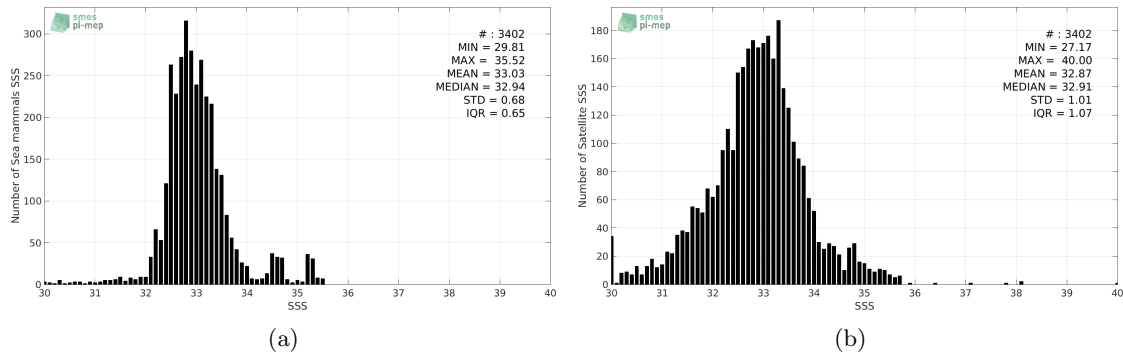 smos
pi-mep
# : 3402
MIN = 29.81
MAX = 35.52
MEAN = 33.03
MEDIAN = 32.94
STD = 0.68
IQR = 0.65
Number of Sea mammals SSS
300
250
200
150
100
50
0
30 31 32 33 34 35 36 37 38 39 40
SSS
(a)
smos
pi-mep
# : 3402
MIN = 27.17
MAX = 40.00
MEAN = 32.87
MEDIAN = 32.91
STD = 1.01
IQR = 1.07
Number of Satellite SSS
180
160
140
120
100
80
60
40
20
0
30 31 32 33 34 35 36 37 38 39 40
SSS
(b)